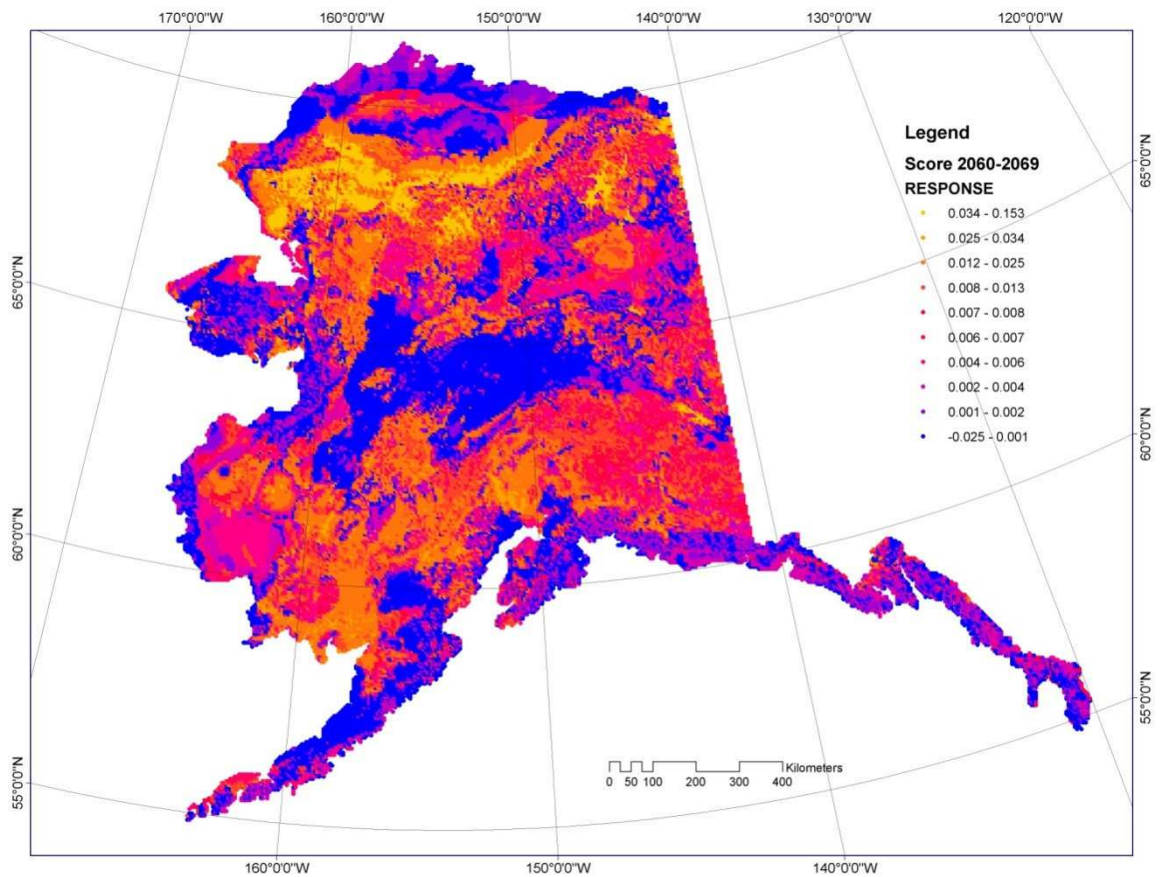 170°0'0"W 160°0'0"W 150°0'0"W 140°0'0"W 130°0'0"W 120°0'0"W
65°0'0"N
60°0'0"N
55°0'0"N
65°0'0"N
60°0'0"N
55°0'0"N
Legend
Score 2060-2069
RESPONSE
0.034 - 0.153
0.025 - 0.034
0.012 - 0.025
0.008 - 0.013
0.007 - 0.008
0.006 - 0.007
0.004 - 0.006
0.002 - 0.004
0.001 - 0.002
-0.025 - 0.001
Kilometers
0 50 100 200 300 400
160°0'0"W 150°0'0"W 140°0'0"W